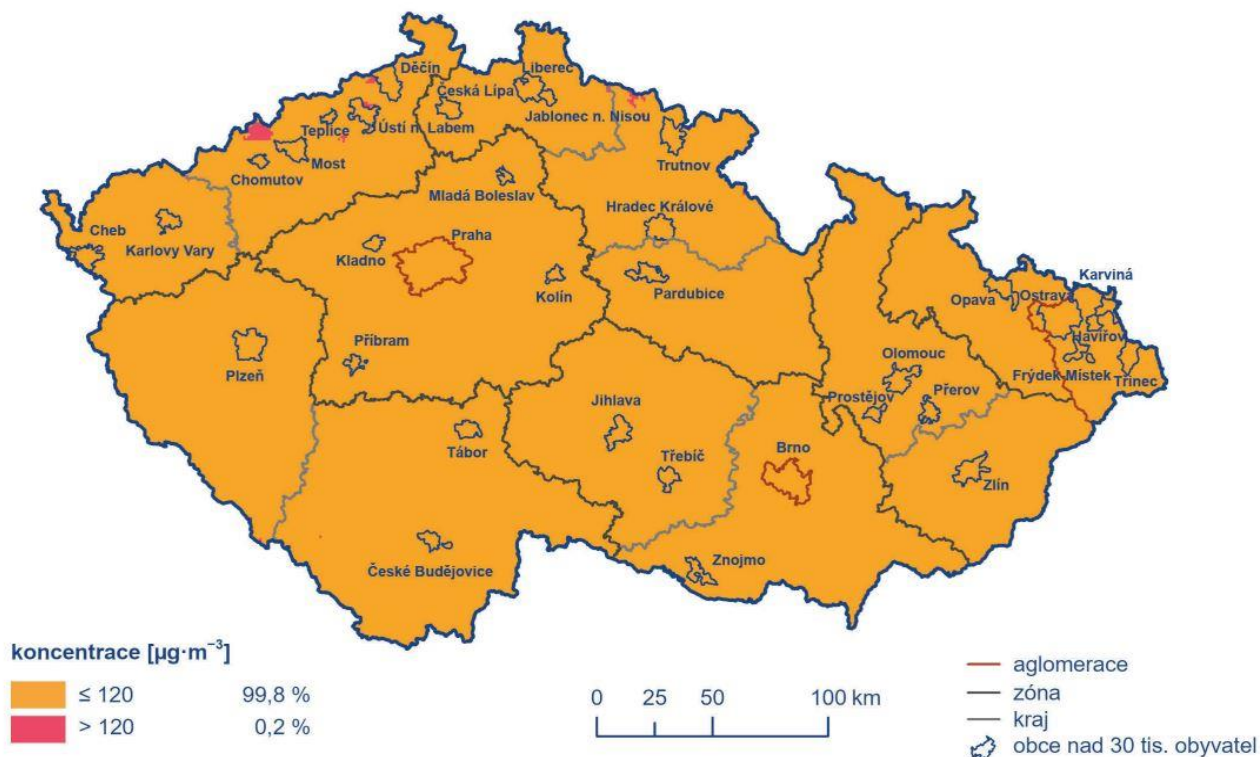 Děčín
Liberec
Česká Lípa
Teplice
Ústí n. Labem
Jablonec n. Nisou
Most
Chomutov
Trutnov
Mladá Boleslav
Hradec Králové
Cheb
Karlovy Vary
Praha
Kladno
Kolín
Pardubice
Karviná
Opava
Ostrava
Havířov
Příbram
Plzeň
Olomouc
Frýdek-Místek
Třinec
Prostějov
Přerov
Jihlava
Tábor
Třebíč
Brno
Zlín
České Budějovice
Znojmo
koncentrace [µg·m⁻³]
≤ 120 99,8 %
> 120 0,2 %
0 25 50 100 km
aglomerace
zóna
kraj
obce nad 30 tis. obyvatel